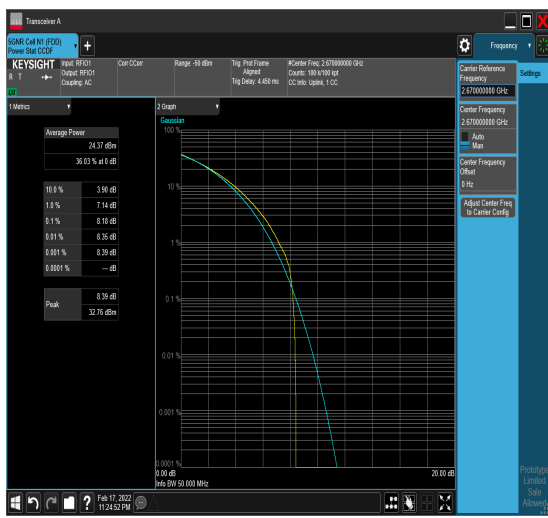 Transceiver A
5GNR Cell N1 (FDD)
Power Stat CCDF
KEYSIGHT
R T
Input: RFIO1
Output: RFIO1
Coupling: AC
Corr CCorr
Range: -50 dBm
Trig: Prot Frame
Aligned
Trig Delay: 4.450 ms
#Center Freq: 2.670000000 GHz
Counts: 100 k/100 kpt
CC Info: Uplink, 1 CC
Frequency
Settings
Carrier Reference
Frequency
2.670000000 GHz
Center Frequency
2.670000000 GHz
Auto
Man
Center Frequency
Offset
0 Hz
Adjust Center Freq
to Carrier Config
1 Metrics
Average Power
24.37 dBm
36.03 % at 0 dB
10.0 % 3.90 dB
1.0 % 7.14 dB
0.1 % 8.18 dB
0.01 % 8.35 dB
0.001 % 8.39 dB
0.0001 % --- dB
Peak
8.39 dB
32.76 dBm
2 Graph
Gaussian
100 %
10 %
1 %
0.1 %
0.01 %
0.001 %
0.0001 %
0.00 dB
20.00 dB
Info BW 50.000 MHz
Feb 17, 2022
11:24:52 PM
Prototype
Limited
Sale
Allowed